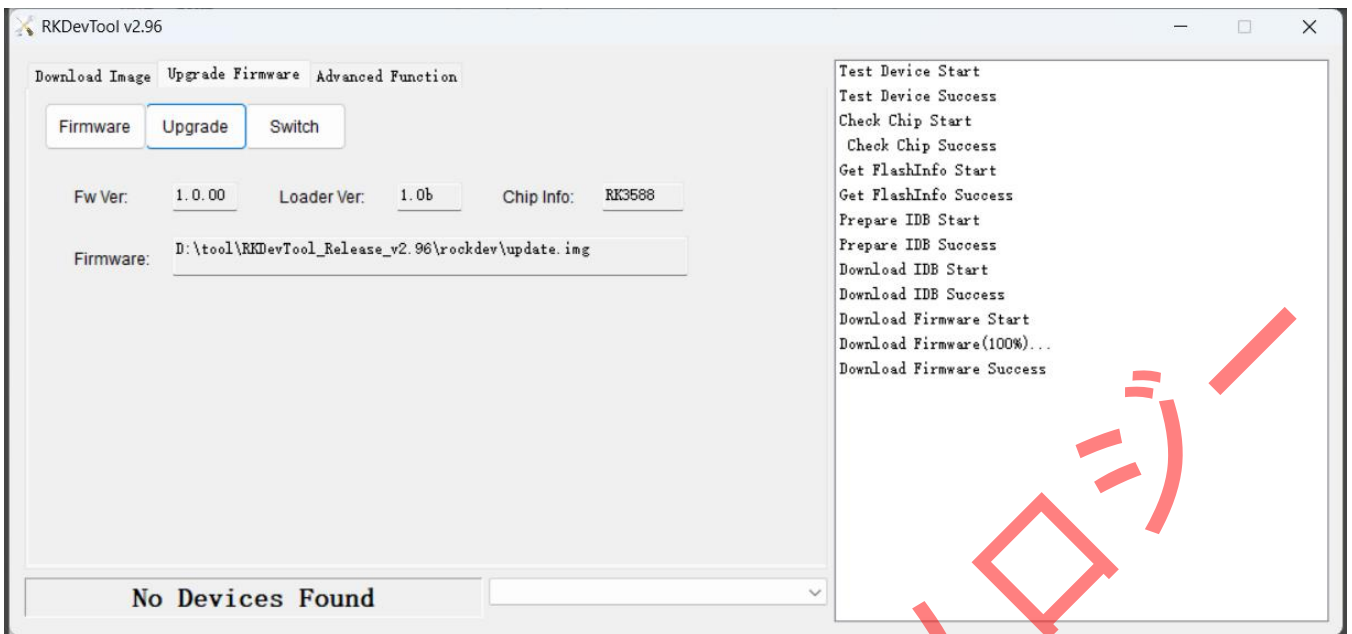 RKDevTool v2.96
Download Image Upgrade Firmware Advanced Function
Firmware Upgrade Switch
Fw Ver: 1.0.00 Loader Ver: 1.0b Chip Info: RK3588
Firmware: D:\tool\RKDevTool_Release_v2.96\rockdev\update.img
No Devices Found
Test Device Start
Test Device Success
Check Chip Start
Check Chip Success
Get FlashInfo Start
Get FlashInfo Success
Prepare IDB Start
Prepare IDB Success
Download IDB Start
Download IDB Success
Download Firmware Start
Download Firmware(100%)...
Download Firmware Success
ロジー